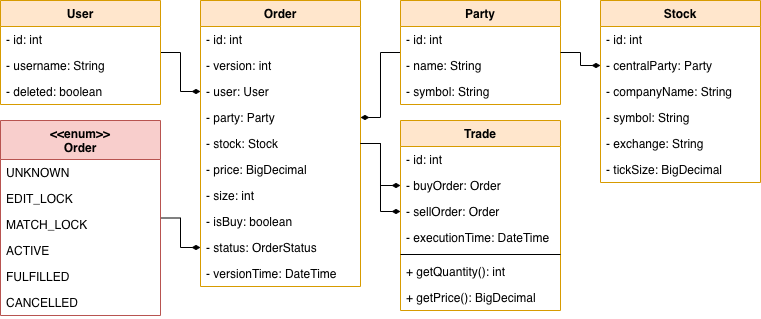 User
- id: int
- username: String
- deleted: boolean
<<enum>>
Order
UNKNOWN
EDIT_LOCK
MATCH_LOCK
ACTIVE
FULFILLED
CANCELLED
Order
- id: int
- version: int
- user: User
- party: Party
- stock: Stock
- price: BigDecimal
- size: int
- isBuy: boolean
- status: OrderStatus
- versionTime: DateTime
Party
- id: int
- name: String
- symbol: String
Trade
- id: int
- buyOrder: Order
- sellOrder: Order
- executionTime: DateTime
+ getQuantity(): int
+ getPrice(): BigDecimal
Stock
- id: int
- centralParty: Party
- companyName: String
- symbol: String
- exchange: String
- tickSize: BigDecimal